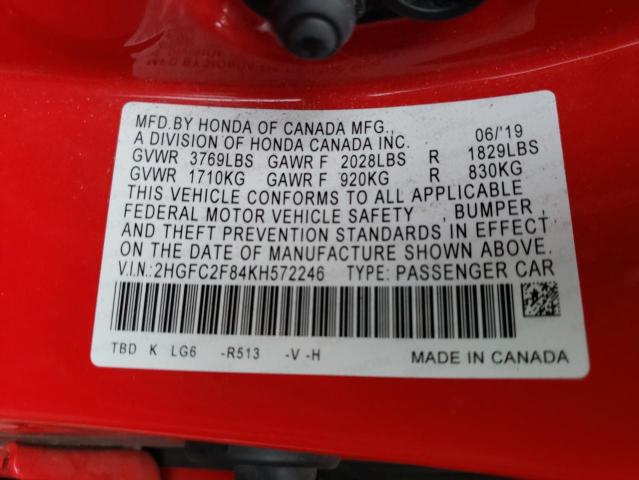 MFD.BY HONDA OF CANADA MFG.,
A DIVISION OF HONDA CANADA INC. 06/'19
GVWR 3769LBS GAWR F 2028LBS R 1829LBS
GVWR 1710KG GAWR F 920KG R 830KG
THIS VEHICLE CONFORMS TO ALL APPLICABLE
FEDERAL MOTOR VEHICLE SAFETY , BUMPER ,
AND THEFT PREVENTION STANDARDS IN EFFECT
ON THE DATE OF MANUFACTURE SHOWN ABOVE.
V.I.N.:2HGFC2F84KH572246 TYPE: PASSENGER CAR
TBD K LG6 -R513 -V -H MADE IN CANADA